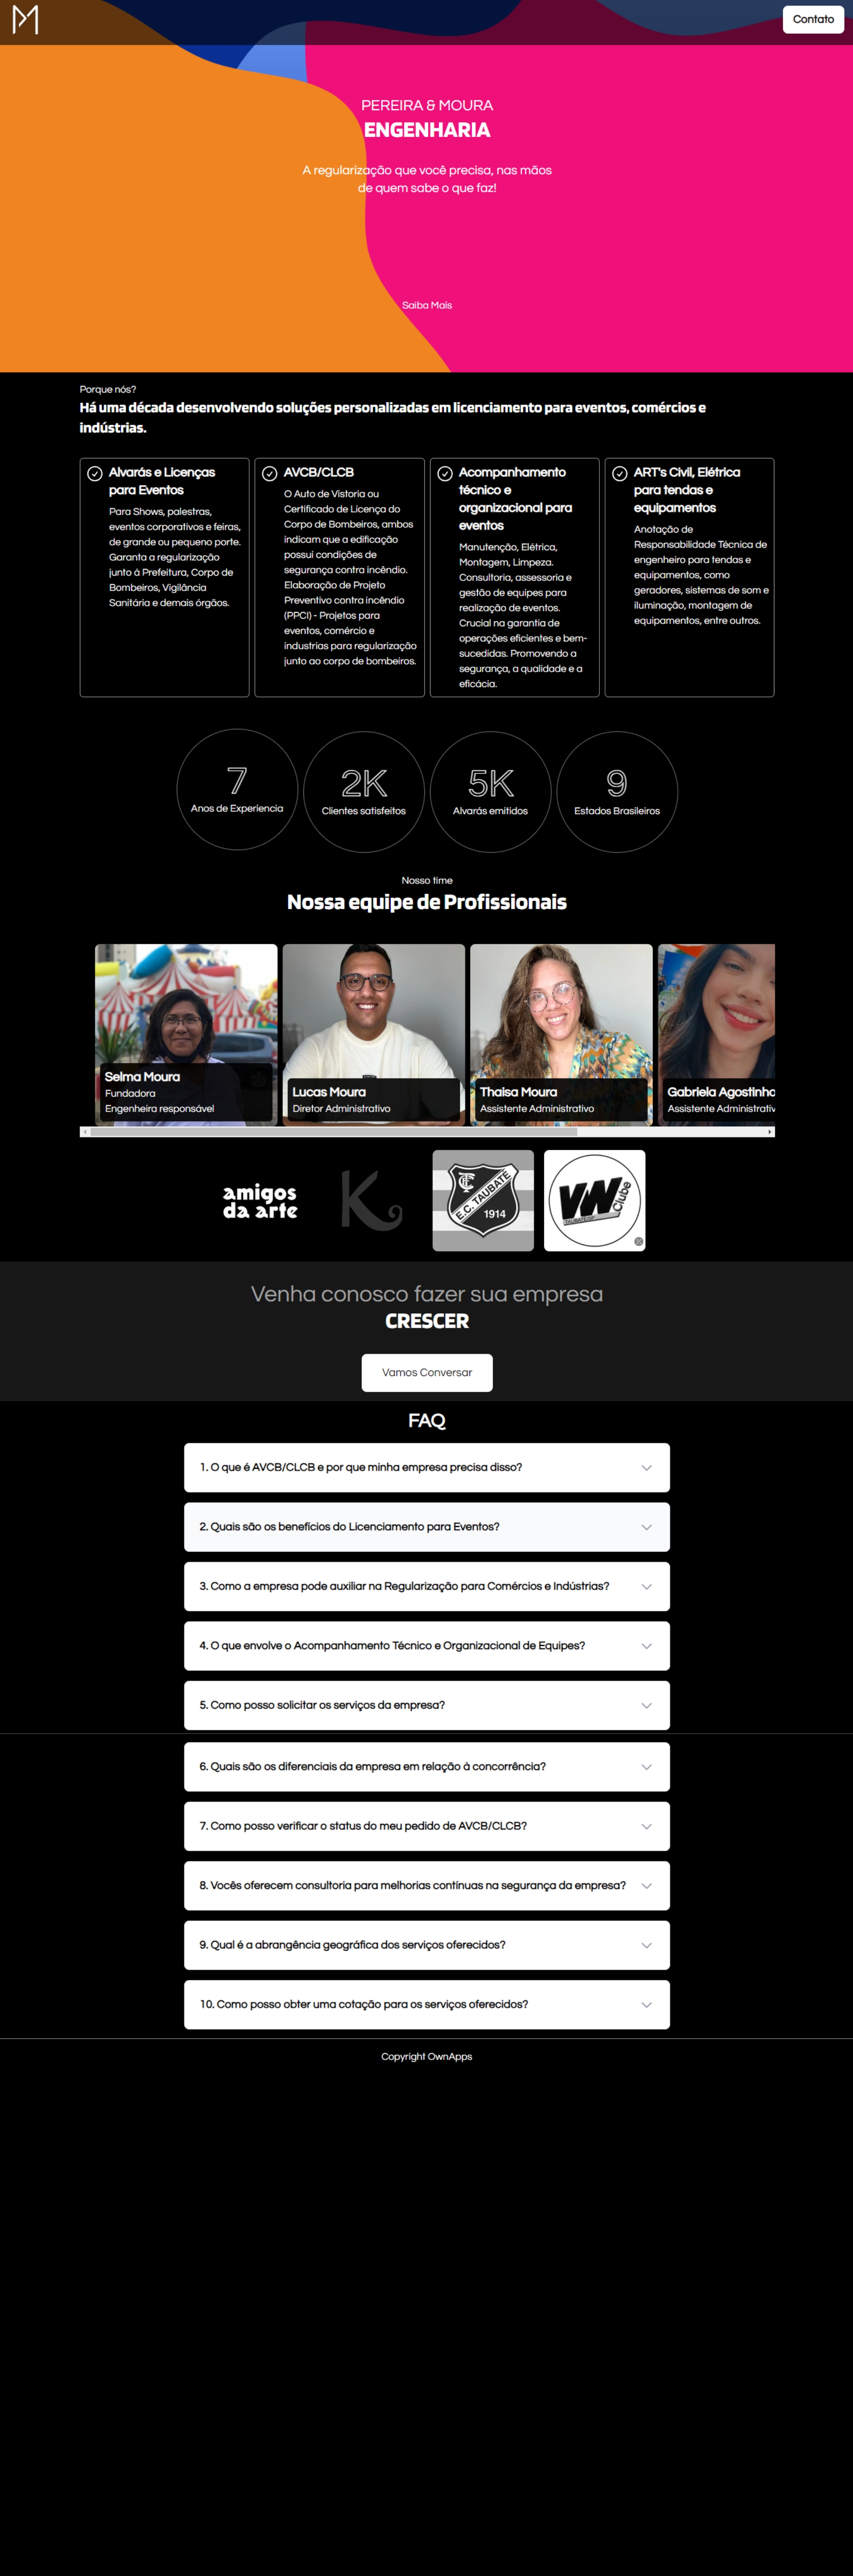 Contato
PEREIRA & MOURA
ENGENHARIA
A regularização que você precisa, nas mãos
de quem sabe o que faz!
Saiba Mais
Porque nós?
Há uma década desenvolvendo soluções personalizadas em licenciamento para eventos, comércios e
indústrias.
Alvarás e Licenças
para Eventos
Para Shows, palestras,
eventos corporativos e feiras,
de grande ou pequeno porte.
Garanta a regularização
junto à Prefeitura, Corpo de
Bombeiros, Vigilância
Sanitária e demais órgãos.
AVCB/CLCB
O Auto de Vistoria ou
Certificado de Licença do
Corpo de Bombeiros, ambos
indicam que a edificação
possui condições de
segurança contra incêndio.
Elaboração de Projeto
Preventivo contra incêndio
(PPCI) - Projetos para
eventos, comércio e
industrias para regularização
junto ao corpo de bombeiros.
Acompanhamento
técnico e
organizacional para
eventos
Manutenção, Elétrica,
Montagem, Limpeza.
Consultoria, assessoria e
gestão de equipes para
realização de eventos.
Crucial na garantia de
operações eficientes e bem-
sucedidas. Promovendo a
segurança, a qualidade e a
eficácia.
ART's Civil, Elétrica
para tendas e
equipamentos
Anotação de
Responsabilidade Técnica de
engenheiro para tendas e
equipamentos, como
geradores, sistemas de som e
iluminação, montagem de
equipamentos, entre outros.
7
Anos de Experiencia
2K
Clientes satisfeitos
5K
Alvarás emitidos
9
Estados Brasileiros
Nosso time
Nossa equipe de Profissionais
Selma Moura
Fundadora
Engenheira responsável
Lucas Moura
Diretor Administrativo
Thaisa Moura
Assistente Administrativo
Gabriela Agostinho
Assistente Administrativ
amigos
da arte
K
E.C. TAUBATÉ
1914
VW
Clube
TAUBATÉ
Venha conosco fazer sua empresa
CRESCER
Vamos Conversar
FAQ
1. O que é AVCB/CLCB e por que minha empresa precisa disso?
2. Quais são os benefícios do Licenciamento para Eventos?
3. Como a empresa pode auxiliar na Regularização para Comércios e Indústrias?
4. O que envolve o Acompanhamento Técnico e Organizacional de Equipes?
5. Como posso solicitar os serviços da empresa?
6. Quais são os diferenciais da empresa em relação à concorrência?
7. Como posso verificar o status do meu pedido de AVCB/CLCB?
8. Vocês oferecem consultoria para melhorias contínuas na segurança da empresa?
9. Qual é a abrangência geográfica dos serviços oferecidos?
10. Como posso obter uma cotação para os serviços oferecidos?
Copyright OwnApps